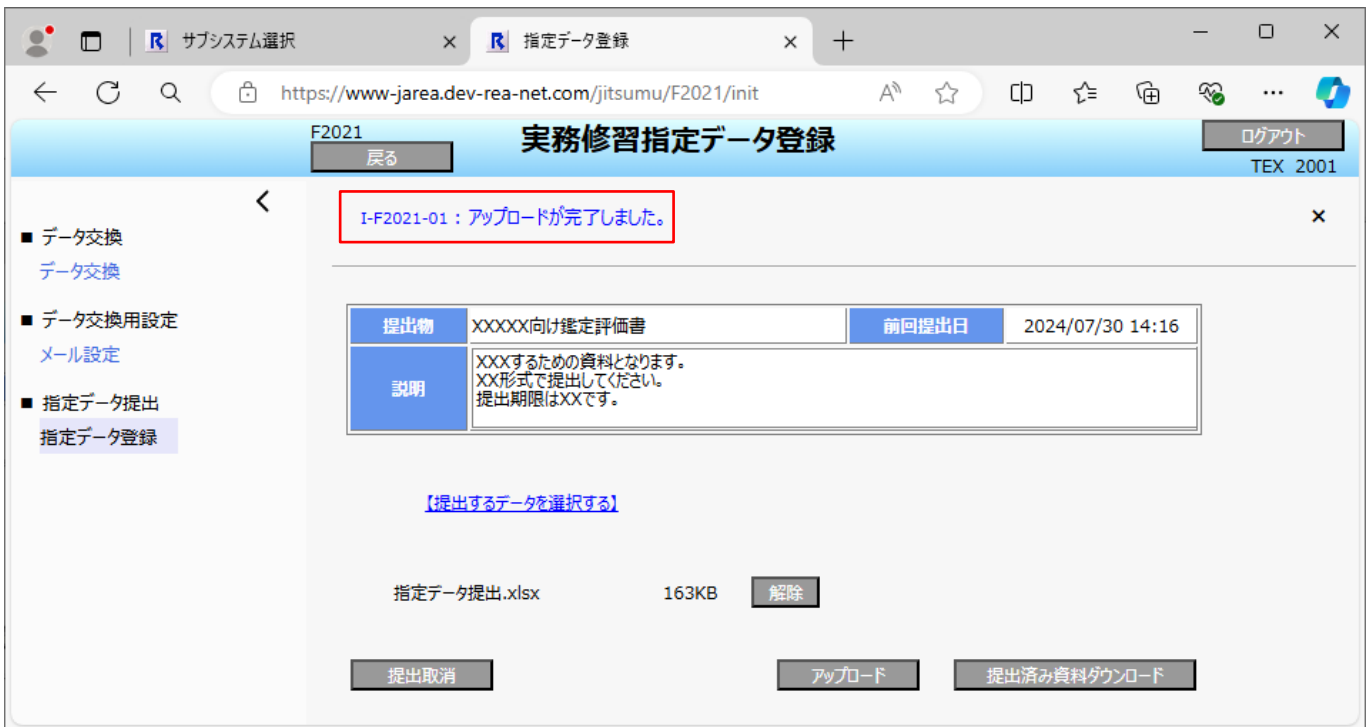 サブシステム選択
指定データ登録
https://www-jarea.dev-rea-net.com/jitsumu/F2021/init
F2021
実務修習指定データ登録
戻る
ログアウト
TEX 2001
I-F2021-01：アップロードが完了しました。
■ データ交換
データ交換
■ データ交換用設定
メール設定
■ 指定データ提出
指定データ登録
提出物 XXXXX向け鑑定評価書 前回提出日 2024/07/30 14:16
説明
XXXするための資料となります。
XX形式で提出してください。
提出期限はXXです。
【提出するデータを選択する】
指定データ提出.xlsx 163KB 解除
提出取消 アップロード 提出済み資料ダウンロード